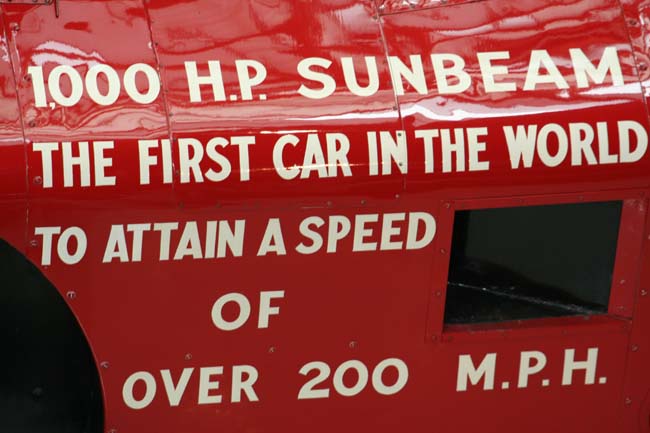 1,000 H.P. SUNBEAM
THE FIRST CAR IN THE WORLD
TO ATTAIN A SPEED
OF
OVER 200 M.P.H.